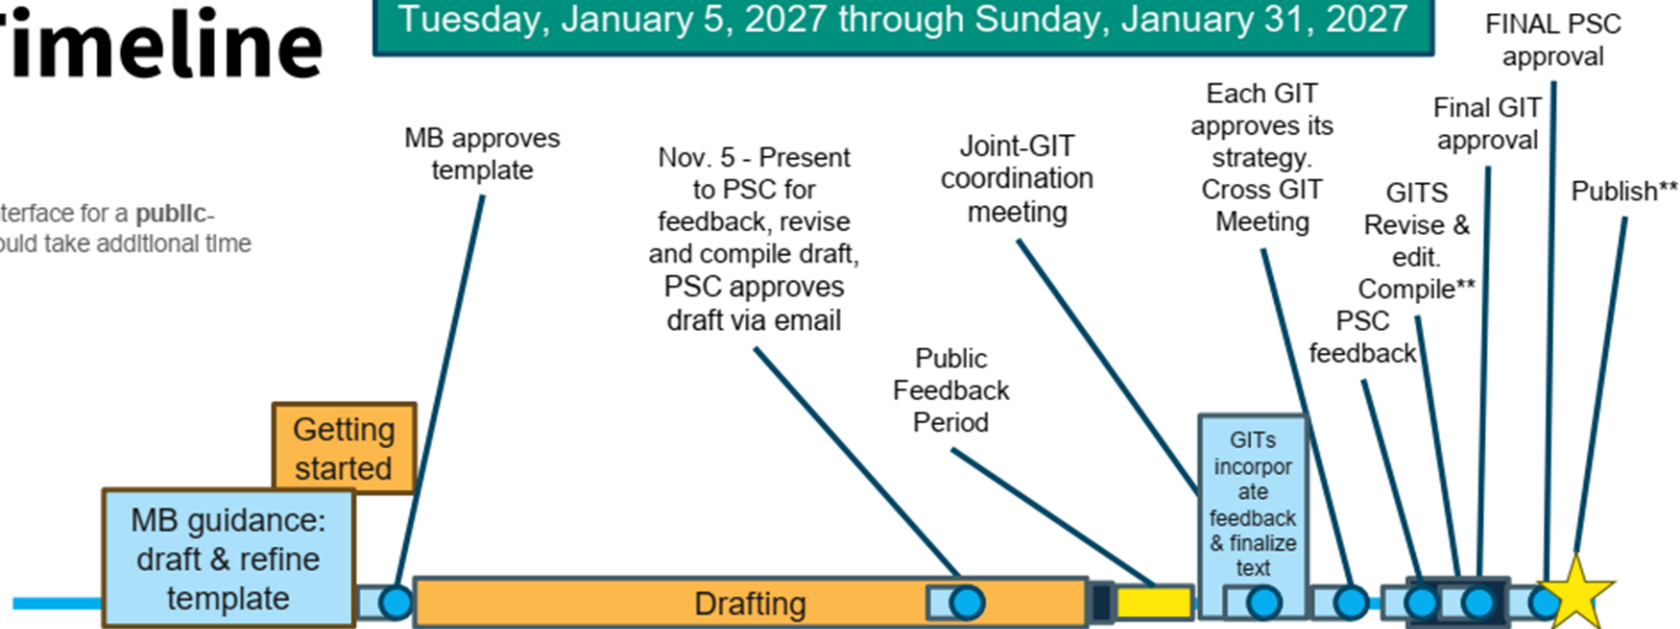 Timeline
Tuesday, January 5, 2027 through Sunday, January 31, 2027
terface for a public-
ould take additional time
MB approves
template
Nov. 5 - Present
to PSC for
feedback, revise
and compile draft,
PSC approves
draft via email
Public
Feedback
Period
Joint-GIT
coordination
meeting
Each GIT
approves its
strategy.
Cross GIT
Meeting
PSC
feedback
GITS
Revise &
edit.
Compile**
Final GIT
approval
FINAL PSC
approval
Publish**
Getting
started
MB guidance:
draft & refine
template
Drafting
GITs
incorpor
ate
feedback
& finalize
text